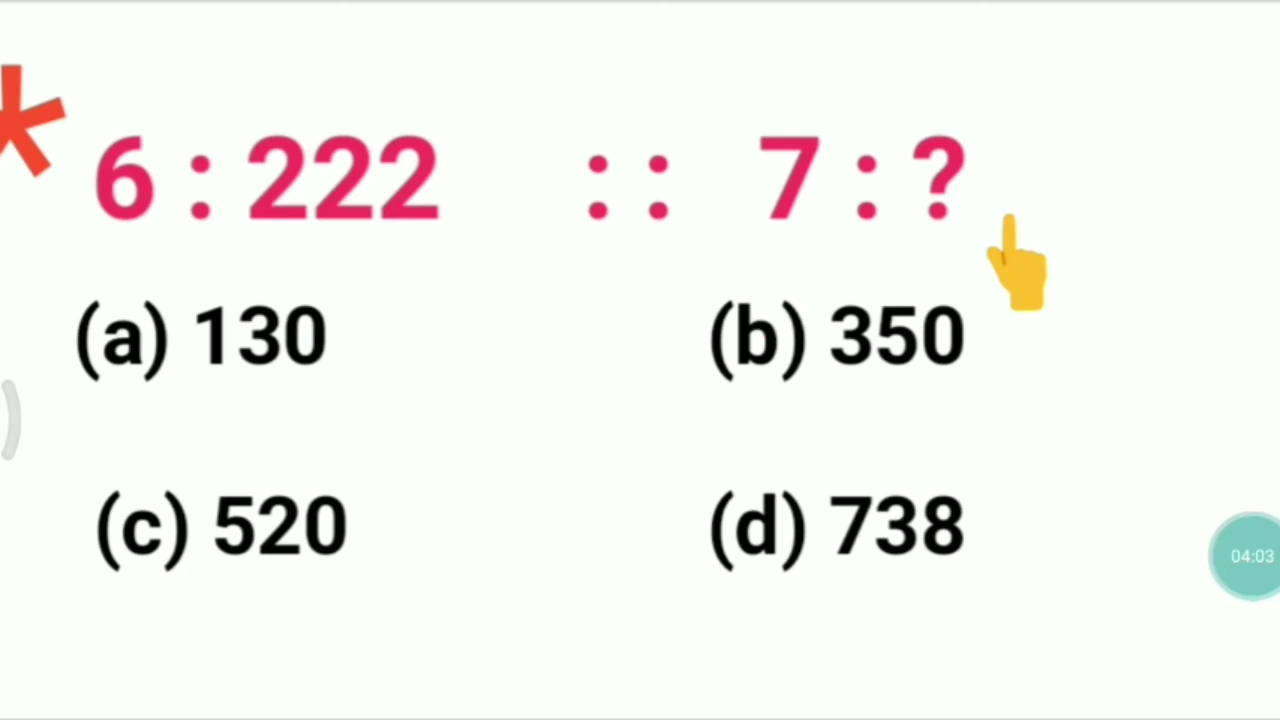 * 6 : 222 : : 7 : ?
(a) 130 (b) 350
(c) 520 (d) 738
04:03